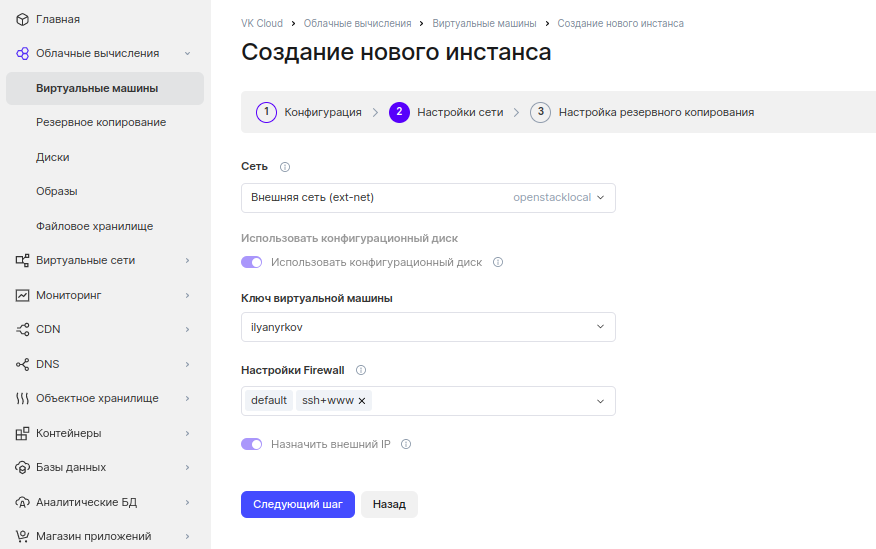 Главная
Облачные вычисления
Виртуальные машины
Резервное копирование
Диски
Образы
Файловое хранилище
Виртуальные сети
Мониторинг
CDN
DNS
Объектное хранилище
Контейнеры
Базы данных
Аналитические БД
Магазин приложений
VK Cloud > Облачные вычисления > Виртуальные машины > Создание нового инстанса
Создание нового инстанса
1 Конфигурация > 2 Настройки сети > 3 Настройка резервного копирования
Сеть
Внешняя сеть (ext-net) openstacklocal
Использовать конфигурационный диск
Использовать конфигурационный диск
Ключ виртуальной машины
ilyanyrkov
Настройки Firewall
default ssh+www ×
Назначить внешний IP
Следующий шаг Назад